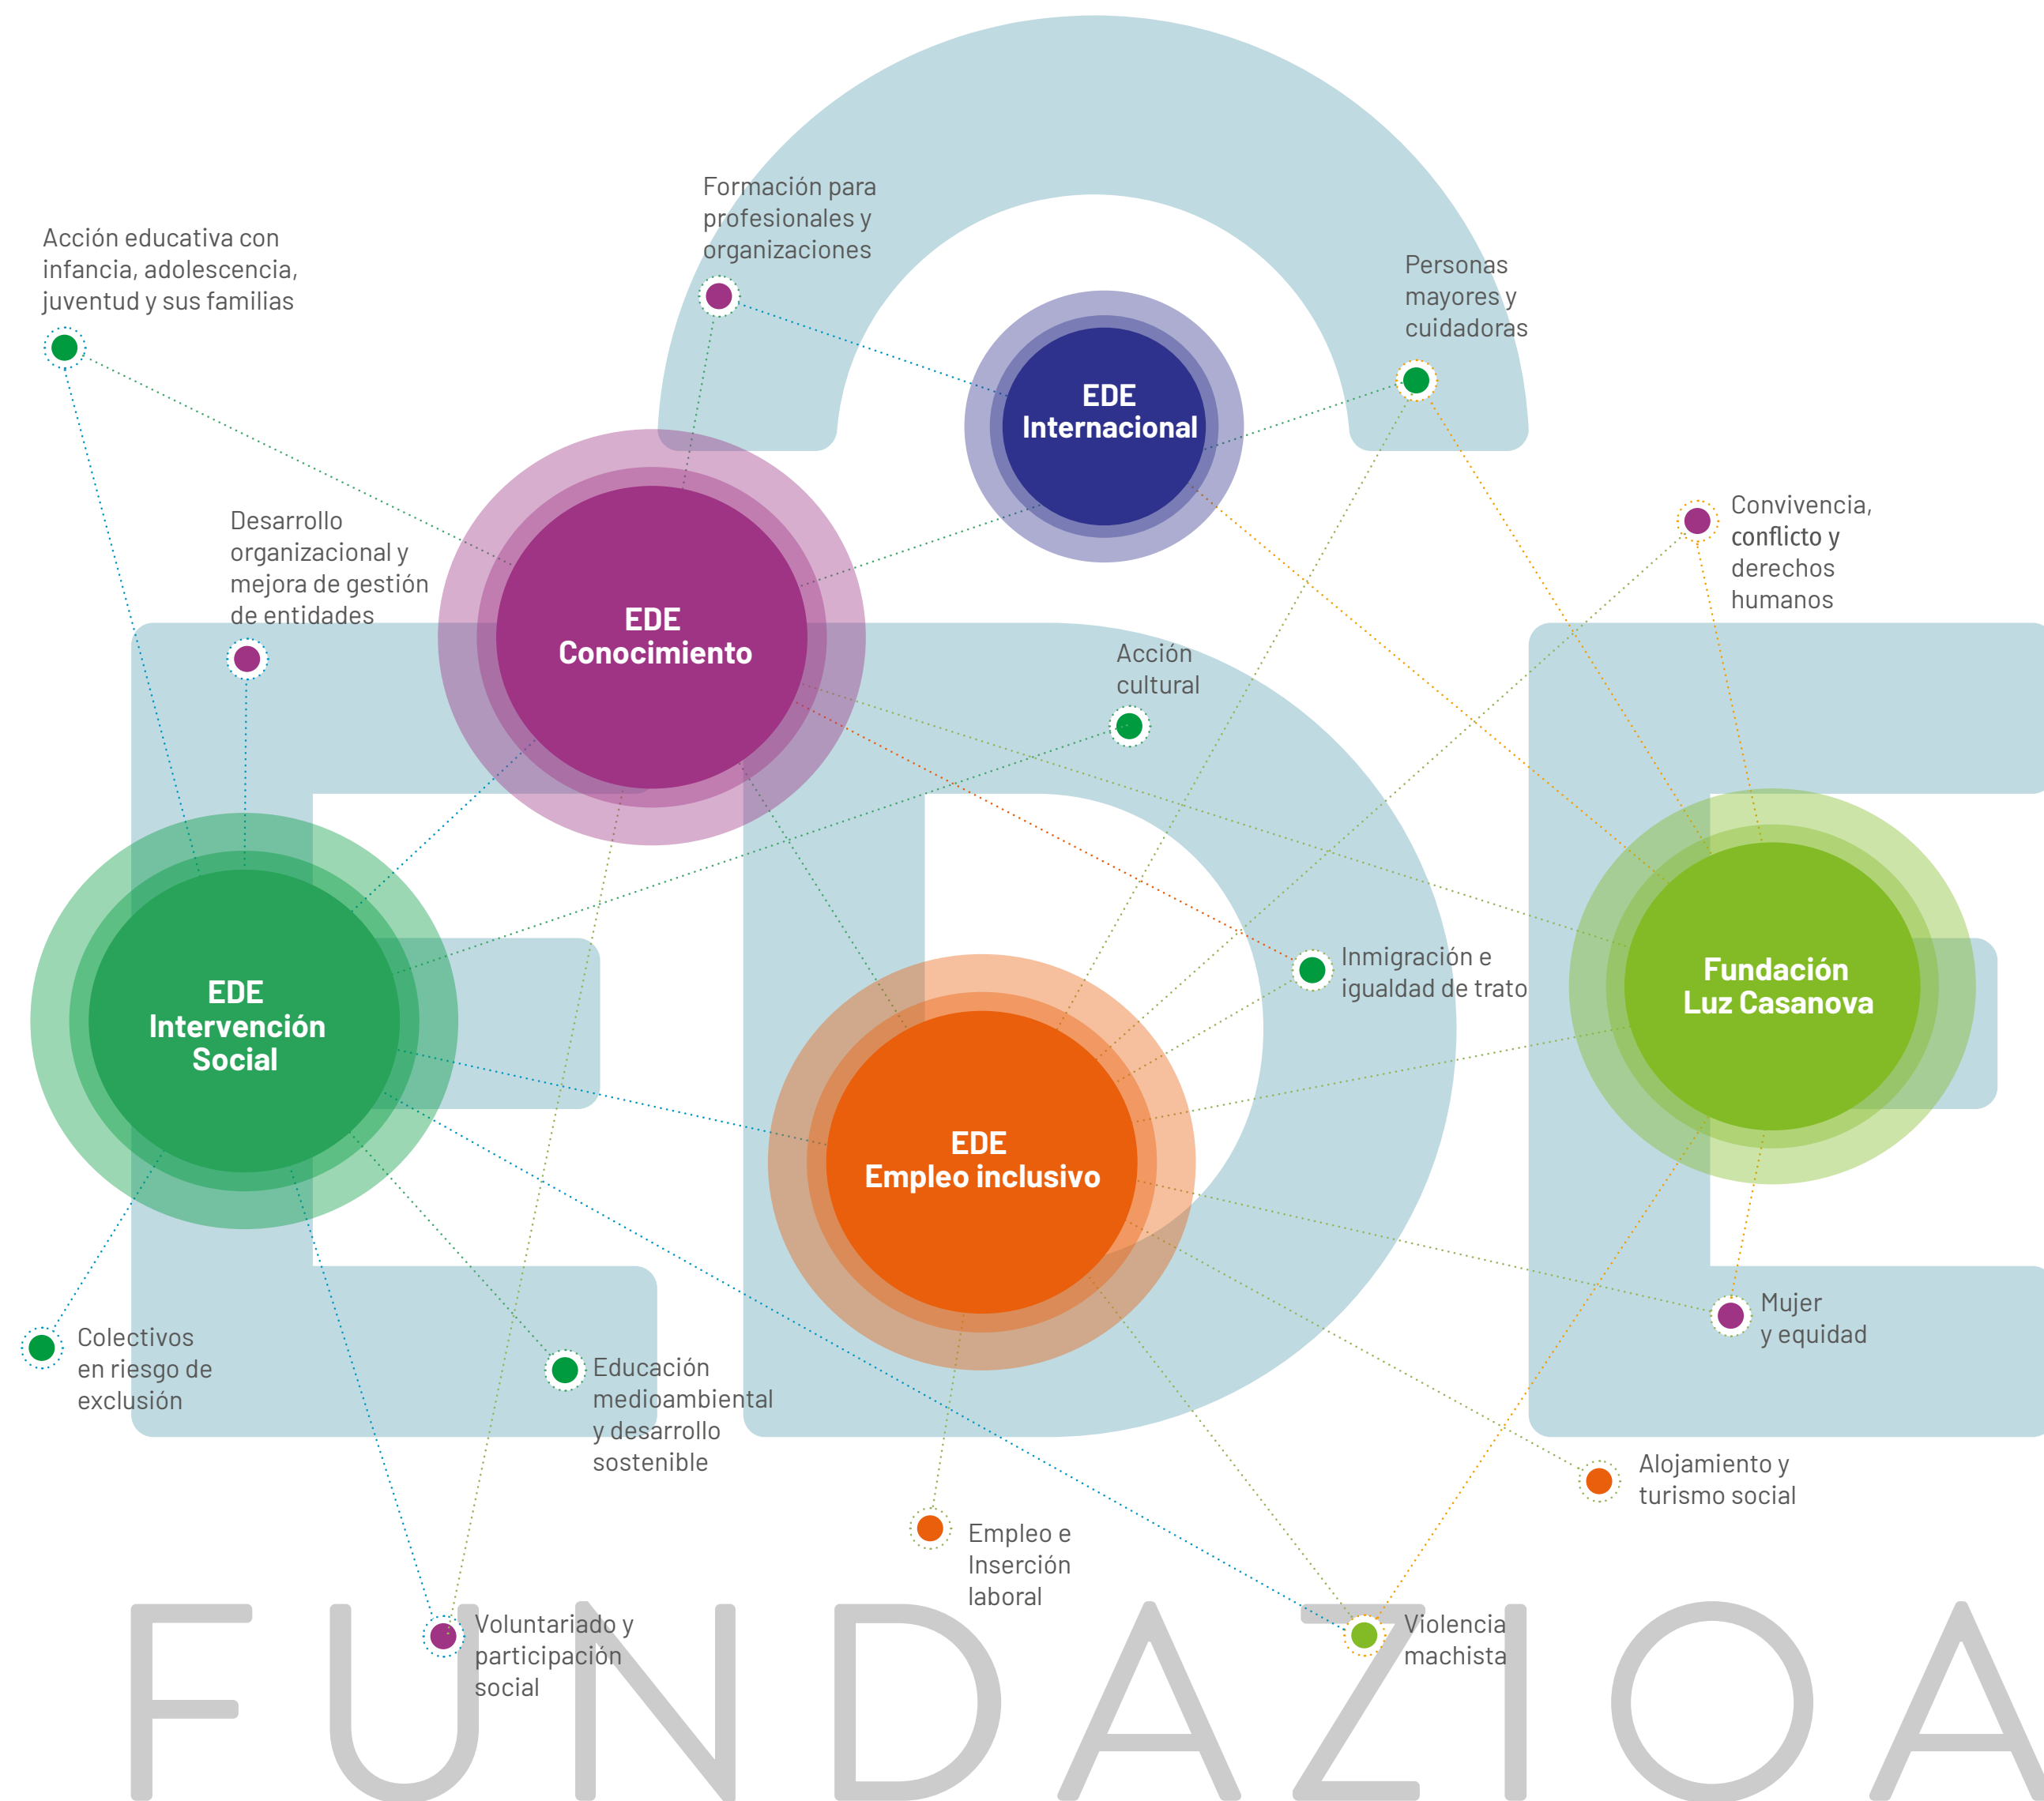 Formación para
profesionales y
organizaciones
Acción educativa con
infancia, adolescencia,
juventud y sus familias
Personas
mayores y
cuidadoras
EDE
Internacional
Desarrollo
organizacional y
mejora de gestión
de entidades
Convivencia,
conflicto y
derechos
humanos
EDE
Conocimiento
Acción
cultural
EDE
Intervención
Social
Inmigración e
igualdad de trato
Fundación
Luz Casanova
EDE
Empleo inclusivo
Mujer
y equidad
Colectivos
en riesgo de
exclusión
Educación
medioambiental
y desarrollo
sostenible
Alojamiento y
turismo social
Empleo e
Inserción
laboral
Voluntariado y
participación
social
Violencia
machista
EDE
FUNDAZIOA